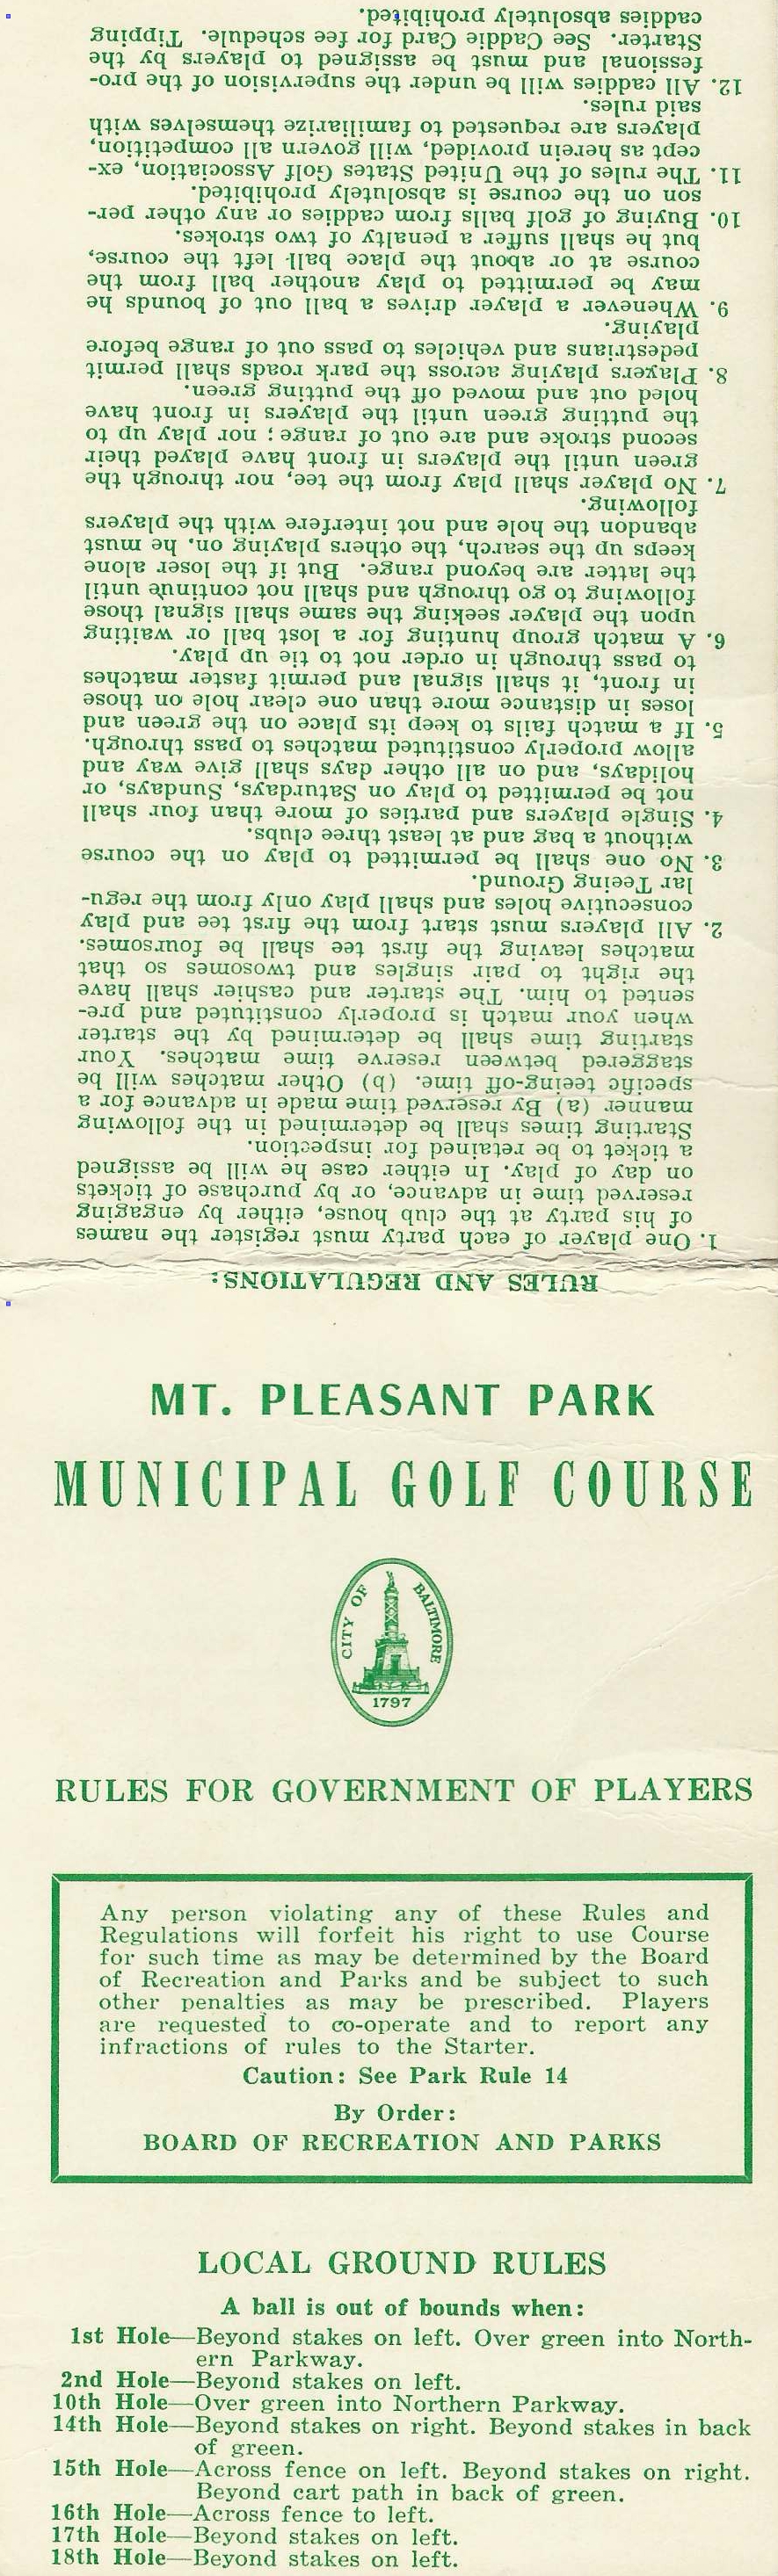 MT. PLEASANT PARK
MUNICIPAL GOLF COURSE
CITY OF BALTIMORE
1797
RULES FOR GOVERNMENT OF PLAYERS
Any person violating any of these Rules and
Regulations will forfeit his right to use Course
for such time as may be determined by the Board
of Recreation and Parks and be subject to such
other penalties as may be prescribed. Players
are requested to co-operate and to report any
infractions of rules to the Starter.
Caution: See Park Rule 14
By Order:
BOARD OF RECREATION AND PARKS
LOCAL GROUND RULES
A ball is out of bounds when:
1st Hole—Beyond stakes on left. Over green into North-
ern Parkway.
2nd Hole—Beyond stakes on left.
10th Hole—Over green into Northern Parkway.
14th Hole—Beyond stakes on right. Beyond stakes in back
of green.
15th Hole—Across fence on left. Beyond stakes on right.
Beyond cart path in back of green.
16th Hole—Across fence to left.
17th Hole—Beyond stakes on left.
18th Hole—Beyond stakes on left.
RULES AND REGULATIONS:
1. One player of each party must register the names
of his party at the club house, either by engaging
reserved time in advance, or by purchase of tickets
on day of play. In either case he will be assigned
a ticket to be retained for inspection.
Starting times shall be determined in the following
manner (a) By reserved time made in advance for a
specific teeing-off time. (b) Other matches will be
staggered between reserve time matches. Your
starting time shall be determined by the starter
when your match is properly constituted and pre-
sented to him. The starter and cashier shall have
the right to pair singles and twosomes so that
matches leaving the first tee shall be foursomes.
2. All players must start from the first tee and play
consecutive holes and shall play only from the regu-
lar Teeing Ground.
3. No one shall be permitted to play on the course
without a bag and at least three clubs.
4. Single players and parties of more than four shall
not be permitted to play on Saturdays, Sundays, or
holidays, and on all other days shall give way and
allow properly constituted matches to pass through.
5. If a match fails to keep its place on the green and
loses in distance more than one clear hole on those
in front, it shall signal and permit faster matches
to pass through in order not to tie up play.
6. A match group hunting for a lost ball or waiting
upon the player seeking the same shall signal those
following to go through and shall not continue until
the latter are beyond range. But if the loser alone
keeps up the search, the others playing on, he must
abandon the hole and not interfere with the players
following.
7. No player shall play from the tee, nor through the
green until the players in front have played their
second stroke and are out of range; nor play up to
the putting green until the players in front have
holed out and moved off the putting green.
8. Players playing across the park roads shall permit
pedestrians and vehicles to pass out of range before
playing.
9. Whenever a player drives a ball out of bounds he
may be permitted to play another ball from the
course at or about the place ball left the course,
but he shall suffer a penalty of two strokes.
10. Buying of golf balls from caddies or any other per-
son on the course is absolutely prohibited.
11. The rules of the United States Golf Association, ex-
cept as herein provided, will govern all competition,
players are requested to familiarize themselves with
said rules.
12. All caddies will be under the supervision of the pro-
fessional and must be assigned to players by the
Starter. See Caddie Card for fee schedule. Tipping
caddies absolutely prohibited.